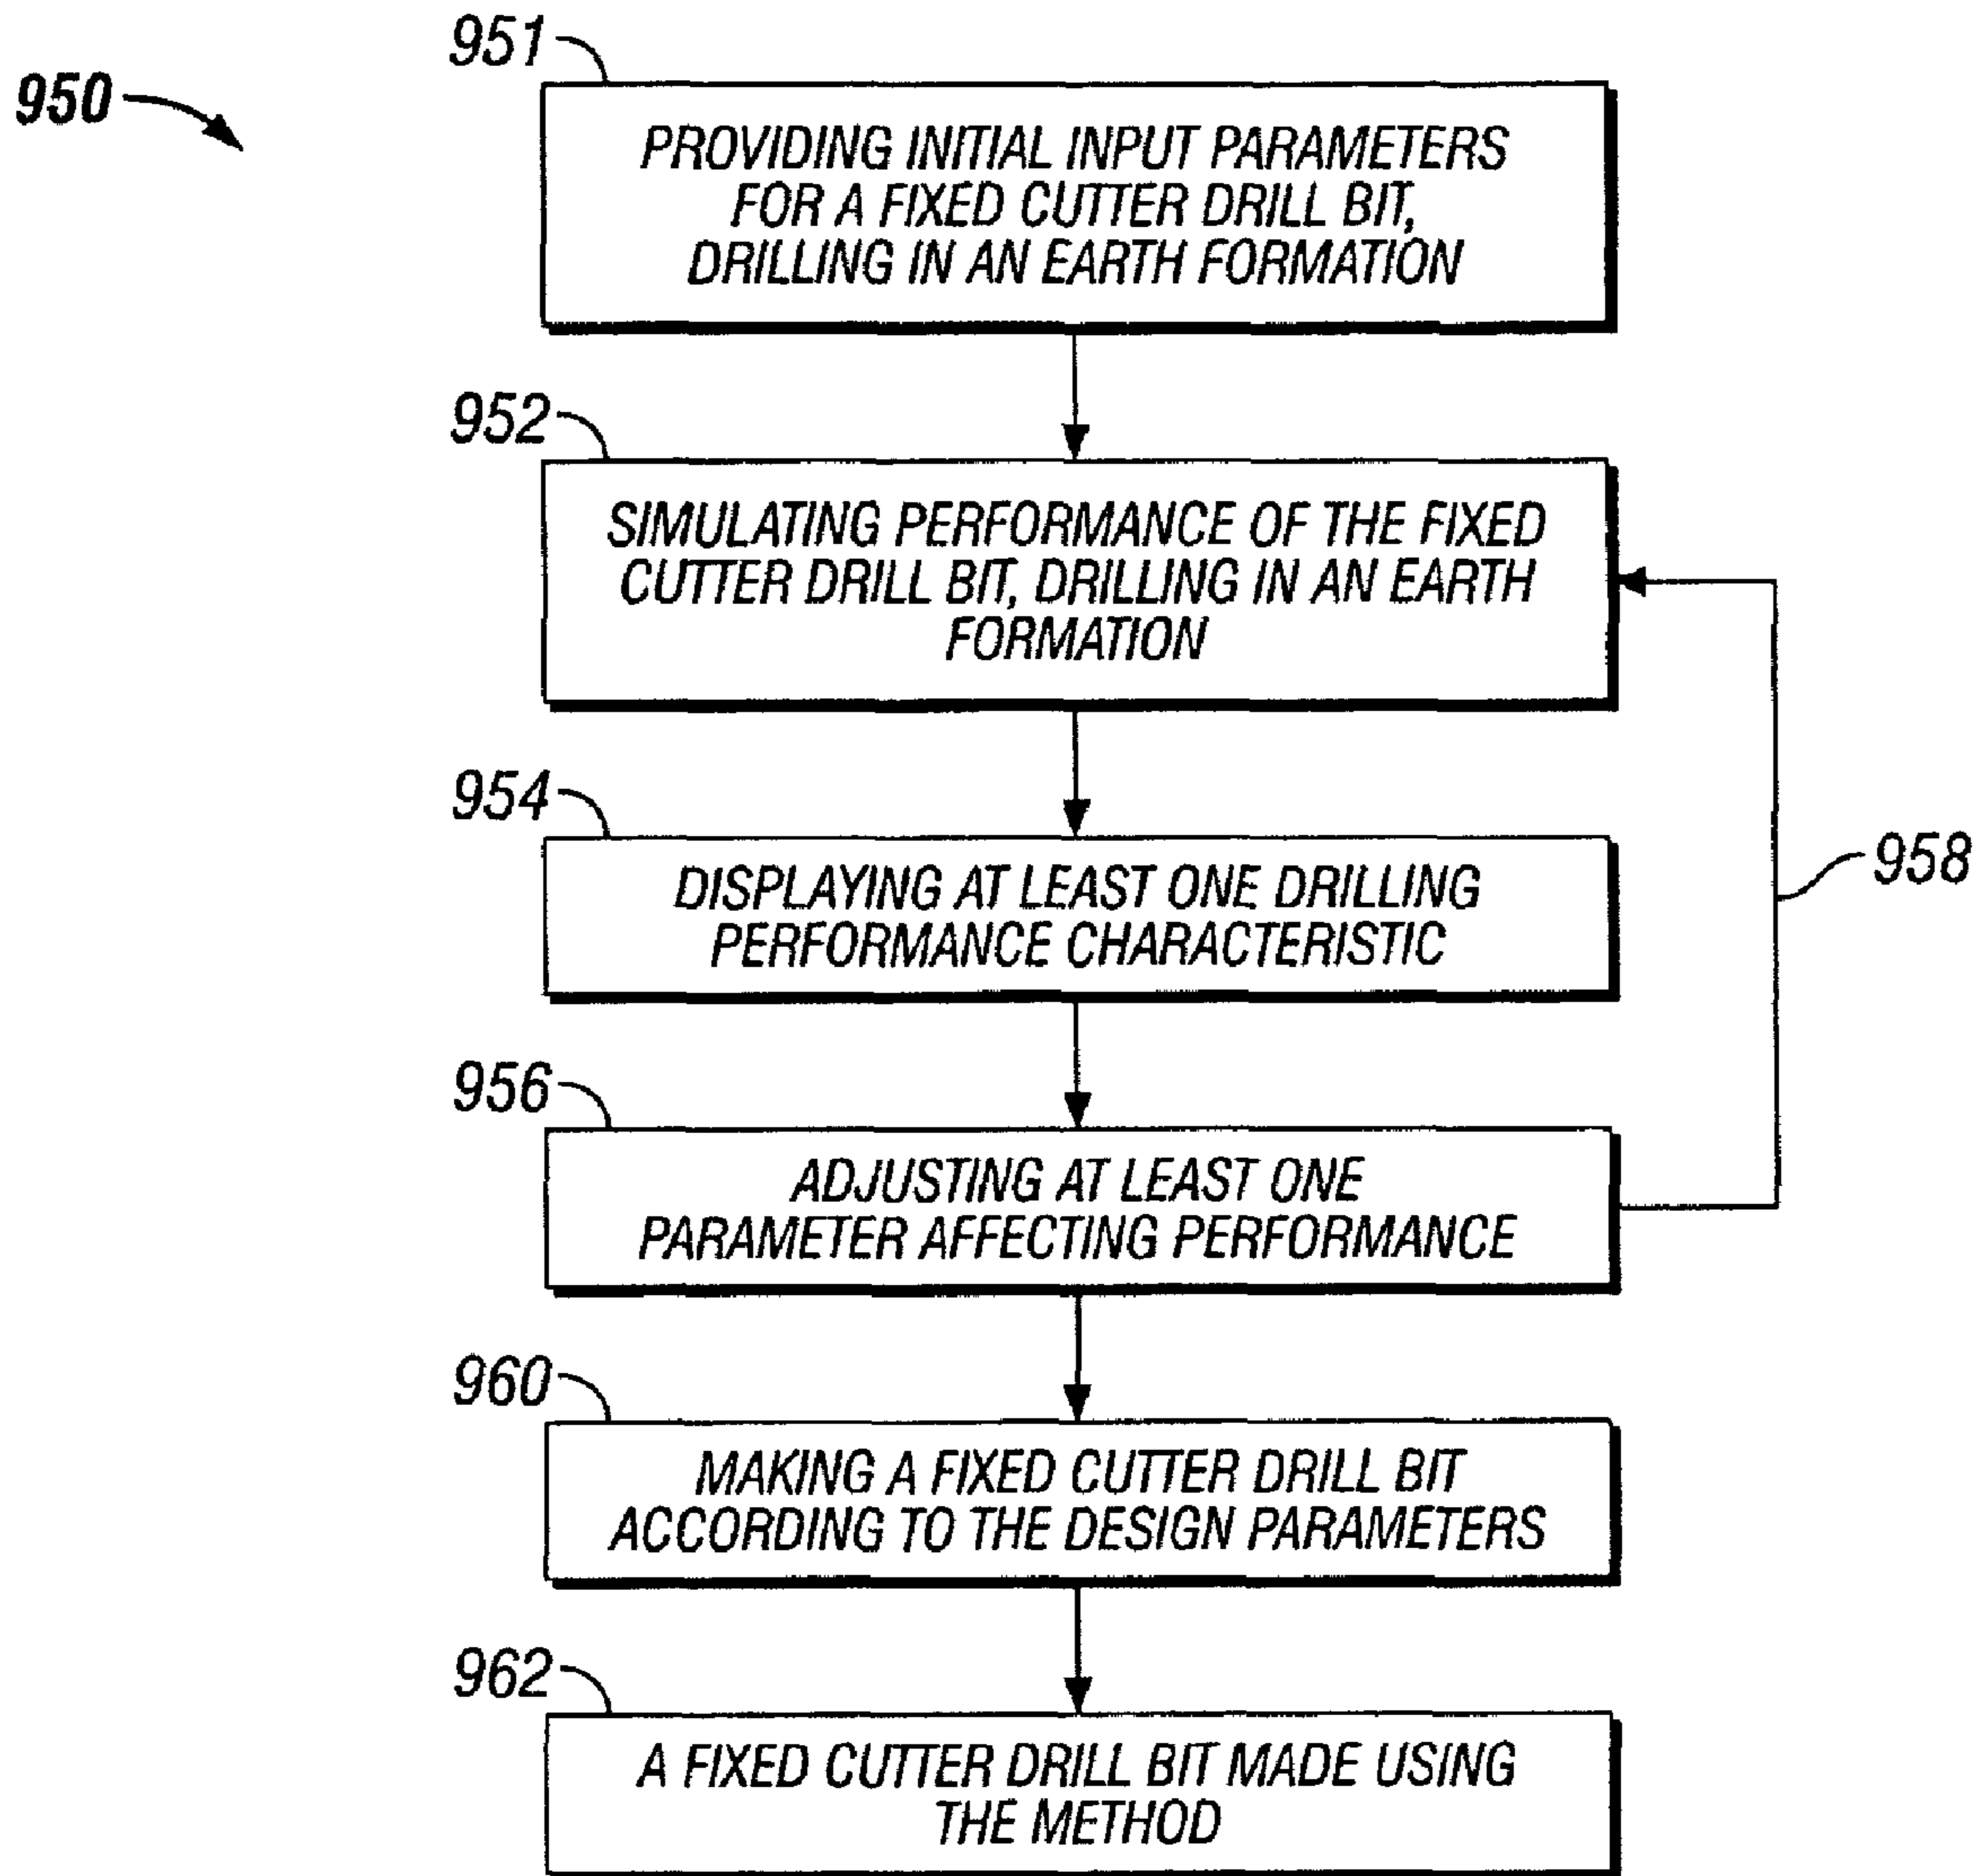 950
951
PROVIDING INITIAL INPUT PARAMETERS
FOR A FIXED CUTTER DRILL BIT,
DRILLING IN AN EARTH FORMATION
952
SIMULATING PERFORMANCE OF THE FIXED
CUTTER DRILL BIT, DRILLING IN AN EARTH
FORMATION
954
DISPLAYING AT LEAST ONE DRILLING
PERFORMANCE CHARACTERISTIC
958
956
ADJUSTING AT LEAST ONE
PARAMETER AFFECTING PERFORMANCE
960
MAKING A FIXED CUTTER DRILL BIT
ACCORDING TO THE DESIGN PARAMETERS
962
A FIXED CUTTER DRILL BIT MADE USING
THE METHOD